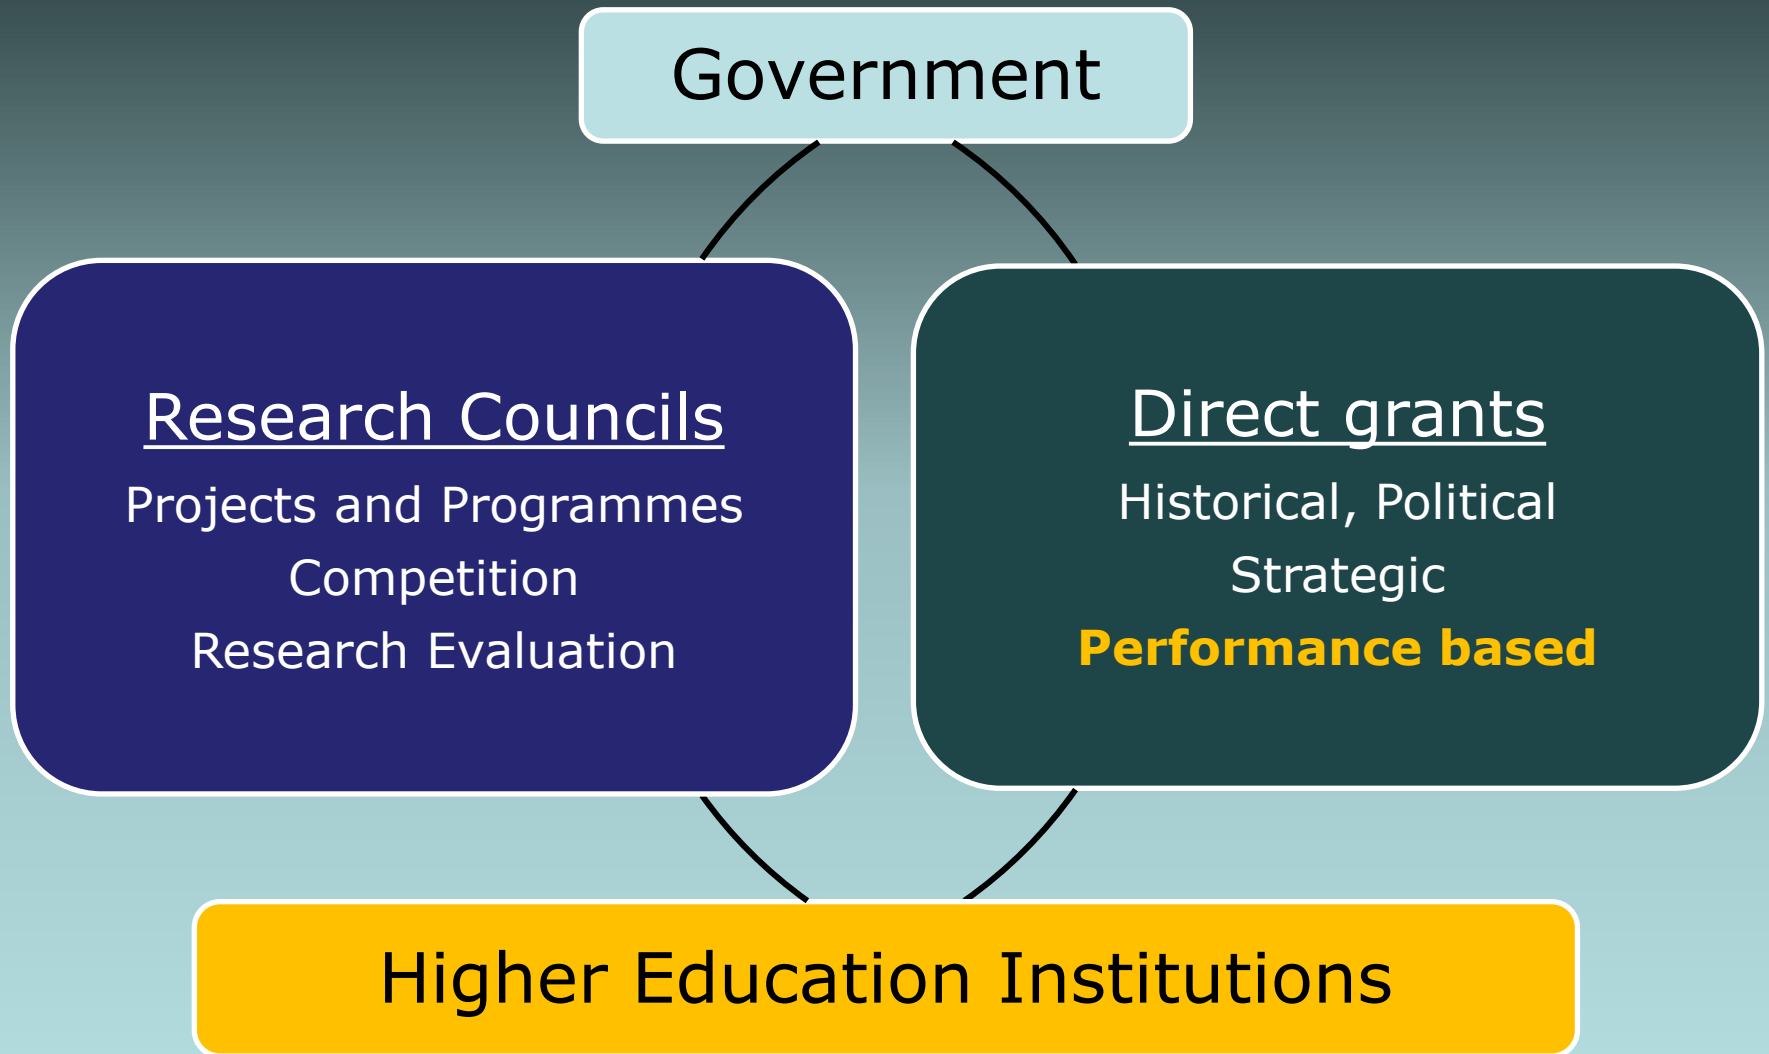 Government
Research Councils
Projects and Programmes
Competition
Research Evaluation
Direct grants
Historical, Political
Strategic
Performance based
Higher Education Institutions